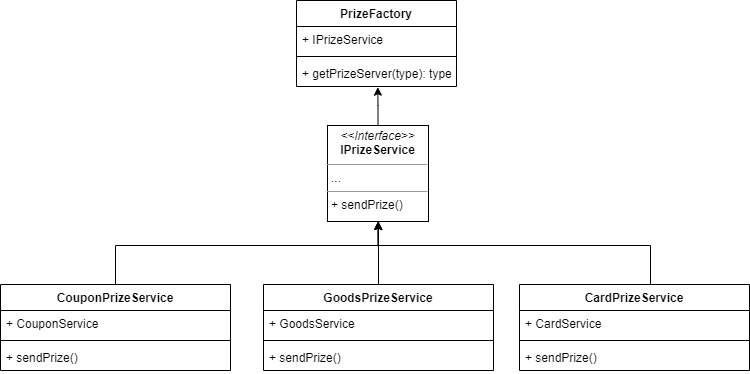 PrizeFactory
+ IPrizeService
+ getPrizeServer(type): type
<<Interface>>
IPrizeService
...
+ sendPrize()
CouponPrizeService
+ CouponService
+ sendPrize()
GoodsPrizeService
+ GoodsService
+ sendPrize()
CardPrizeService
+ CardService
+ sendPrize()